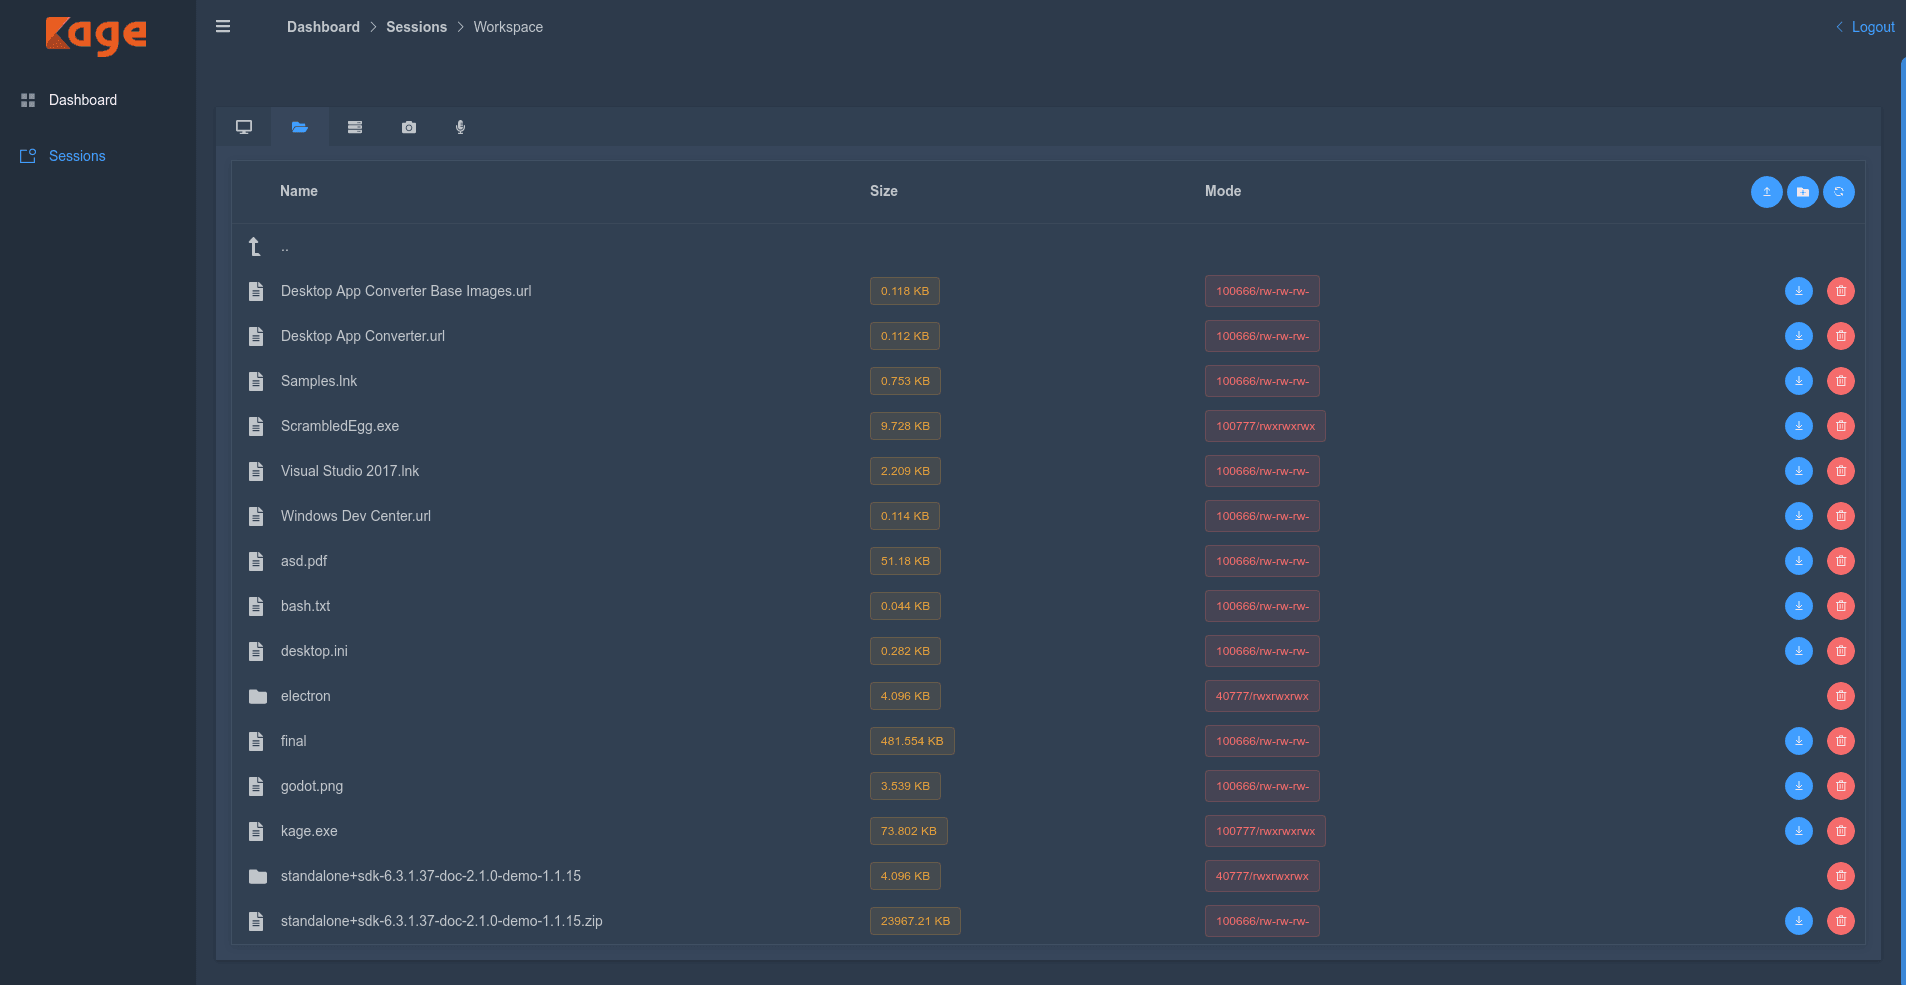 Kage
Dashboard > Sessions > Workspace
Logout
Dashboard
Sessions
Name Size Mode
..
Desktop App Converter Base Images.url 0.118 KB 100666/rw-rw-rw-
Desktop App Converter.url 0.112 KB 100666/rw-rw-rw-
Samples.lnk 0.753 KB 100666/rw-rw-rw-
ScrambledEgg.exe 9.728 KB 100777/rwxrwxrwx
Visual Studio 2017.lnk 2.209 KB 100666/rw-rw-rw-
Windows Dev Center.url 0.114 KB 100666/rw-rw-rw-
asd.pdf 51.18 KB 100666/rw-rw-rw-
bash.txt 0.044 KB 100666/rw-rw-rw-
desktop.ini 0.282 KB 100666/rw-rw-rw-
electron 4.096 KB 40777/rwxrwxrwx
final 481.554 KB 100666/rw-rw-rw-
godot.png 3.539 KB 100666/rw-rw-rw-
kage.exe 73.802 KB 100777/rwxrwxrwx
standalone+sdk-6.3.1.37-doc-2.1.0-demo-1.1.15 4.096 KB 40777/rwxrwxrwx
standalone+sdk-6.3.1.37-doc-2.1.0-demo-1.1.15.zip 23967.21 KB 100666/rw-rw-rw-